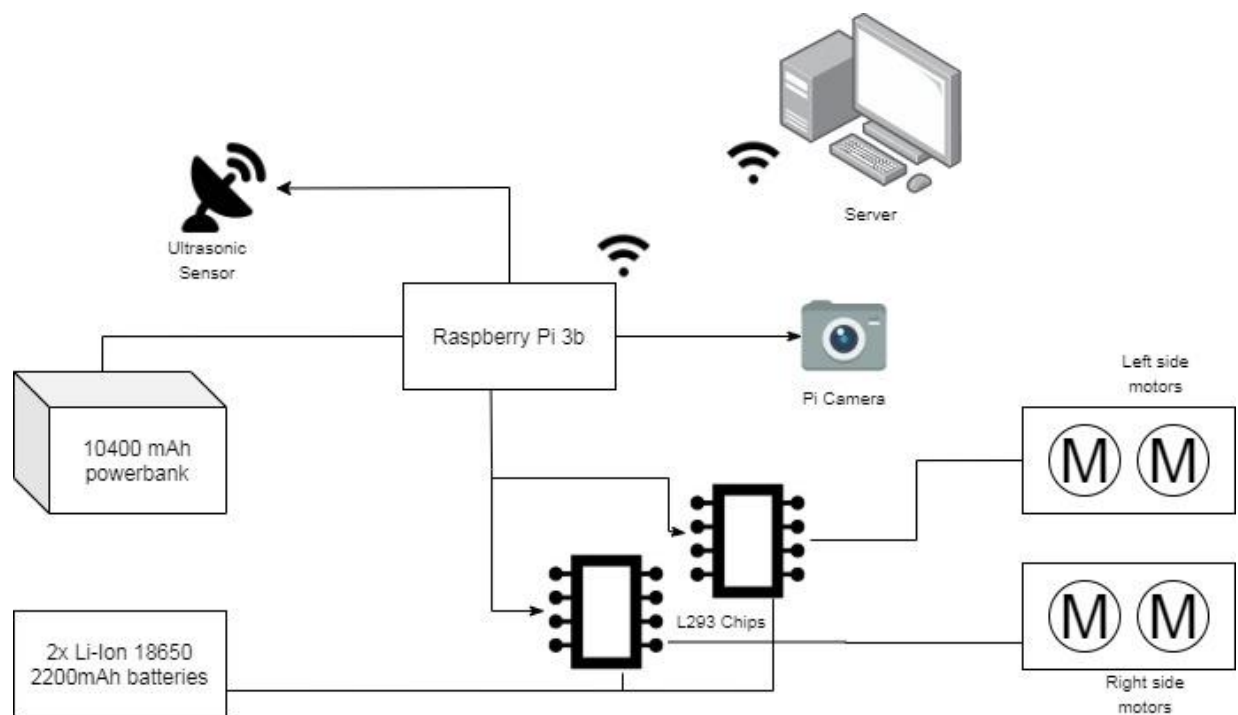 Server
Ultrasonic
Sensor
Raspberry Pi 3b
Pi Camera
Left side
motors
10400 mAh
powerbank
M M
L293 Chips
M M
2x Li-Ion 18650
2200mAh batteries
Right side
motors